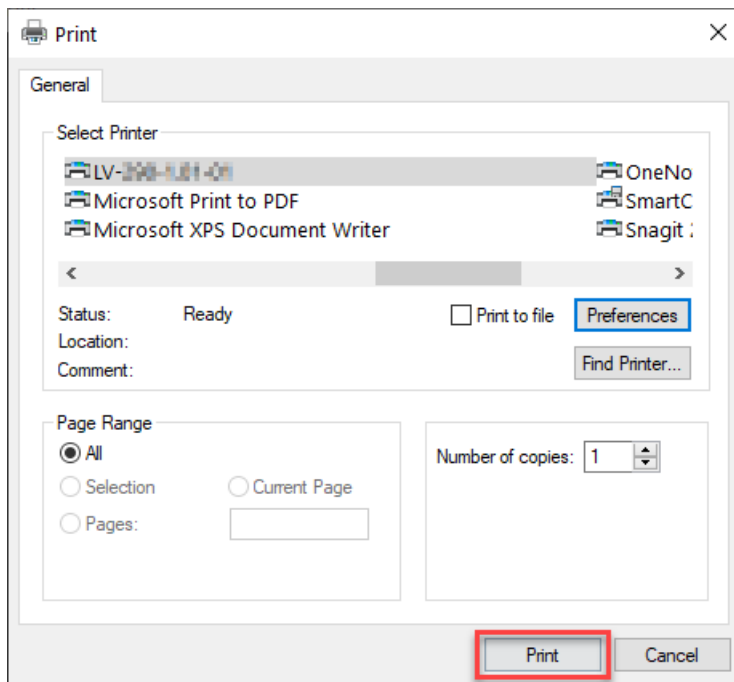 Print
General
Select Printer
LV-
OneNo
Microsoft Print to PDF
SmartC
Microsoft XPS Document Writer
Snagit
Status: Ready
Print to file
Preferences
Location:
Comment:
Find Printer...
Page Range
All
Selection
Current Page
Pages:
Number of copies: 1
Print
Cancel